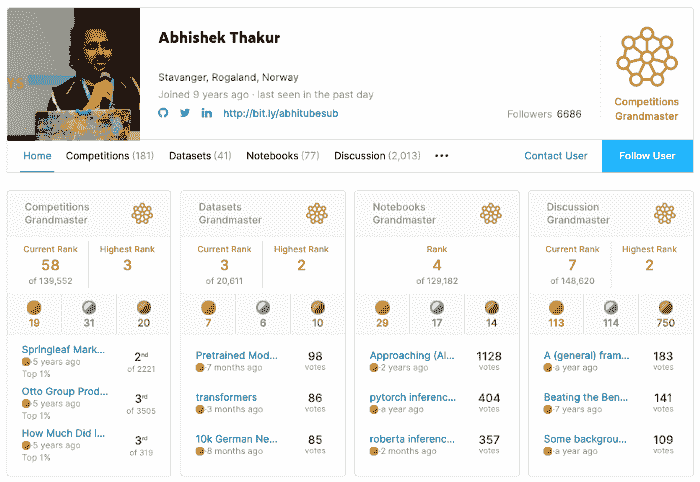 Abhishek Thakur
Stavanger, Rogaland, Norway
Joined 9 years ago · last seen in the past day
http://bit.ly/abhitubesub
Followers 6686
Competitions
Grandmaster
Home
Competitions (181)
Datasets (41)
Notebooks (77)
Discussion (2,013)
•••
Contact User
Follow User
Competitions
Grandmaster
Current Rank
58
of 139,552
Highest Rank
3
19
31
20
Springleaf Mark...
5 years ago
Top 1%
2nd
of 2221
Otto Group Prod...
5 years ago
Top 1%
3rd
of 3505
How Much Did I...
5 years ago
Top 1%
3rd
of 319
Datasets
Grandmaster
Current Rank
3
of 20,611
Highest Rank
2
7
6
10
Pretrained Mod...
7 months ago
98
votes
transformers
3 months ago
86
votes
10k German Ne...
8 months ago
85
votes
Notebooks
Grandmaster
Rank
4
of 129,182
29
17
14
Approaching (Al...
2 years ago
1128
votes
pytorch inferenc...
a year ago
404
votes
roberta inferenc...
2 months ago
357
votes
Discussion
Grandmaster
Current Rank
7
of 148,620
Highest Rank
2
113
114
750
A (general) fram...
a year ago
183
votes
Beating the Ben...
7 years ago
141
votes
Some backgrou...
a year ago
109
votes